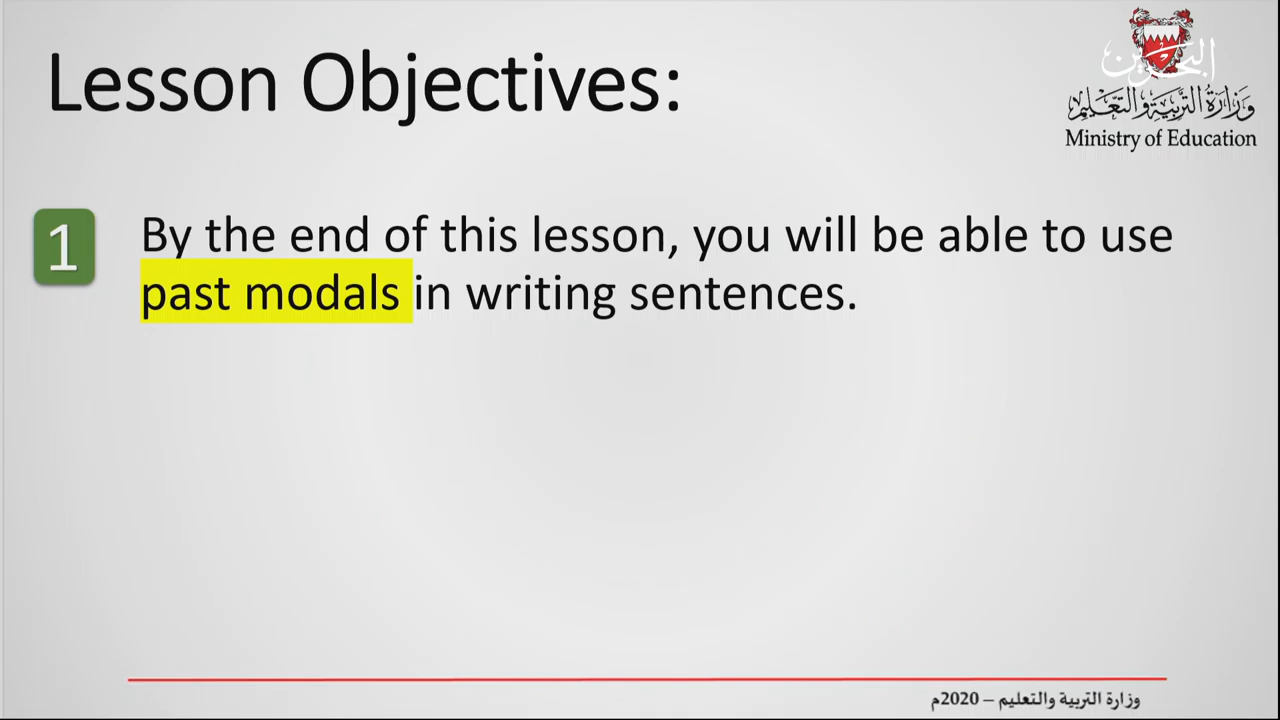 Lesson Objectives:
البحرين
وزارة التربية والتعليم
Ministry of Education
1
By the end of this lesson, you will be able to use
past modals in writing sentences.
وزارة التربية والتعليم – 2020م